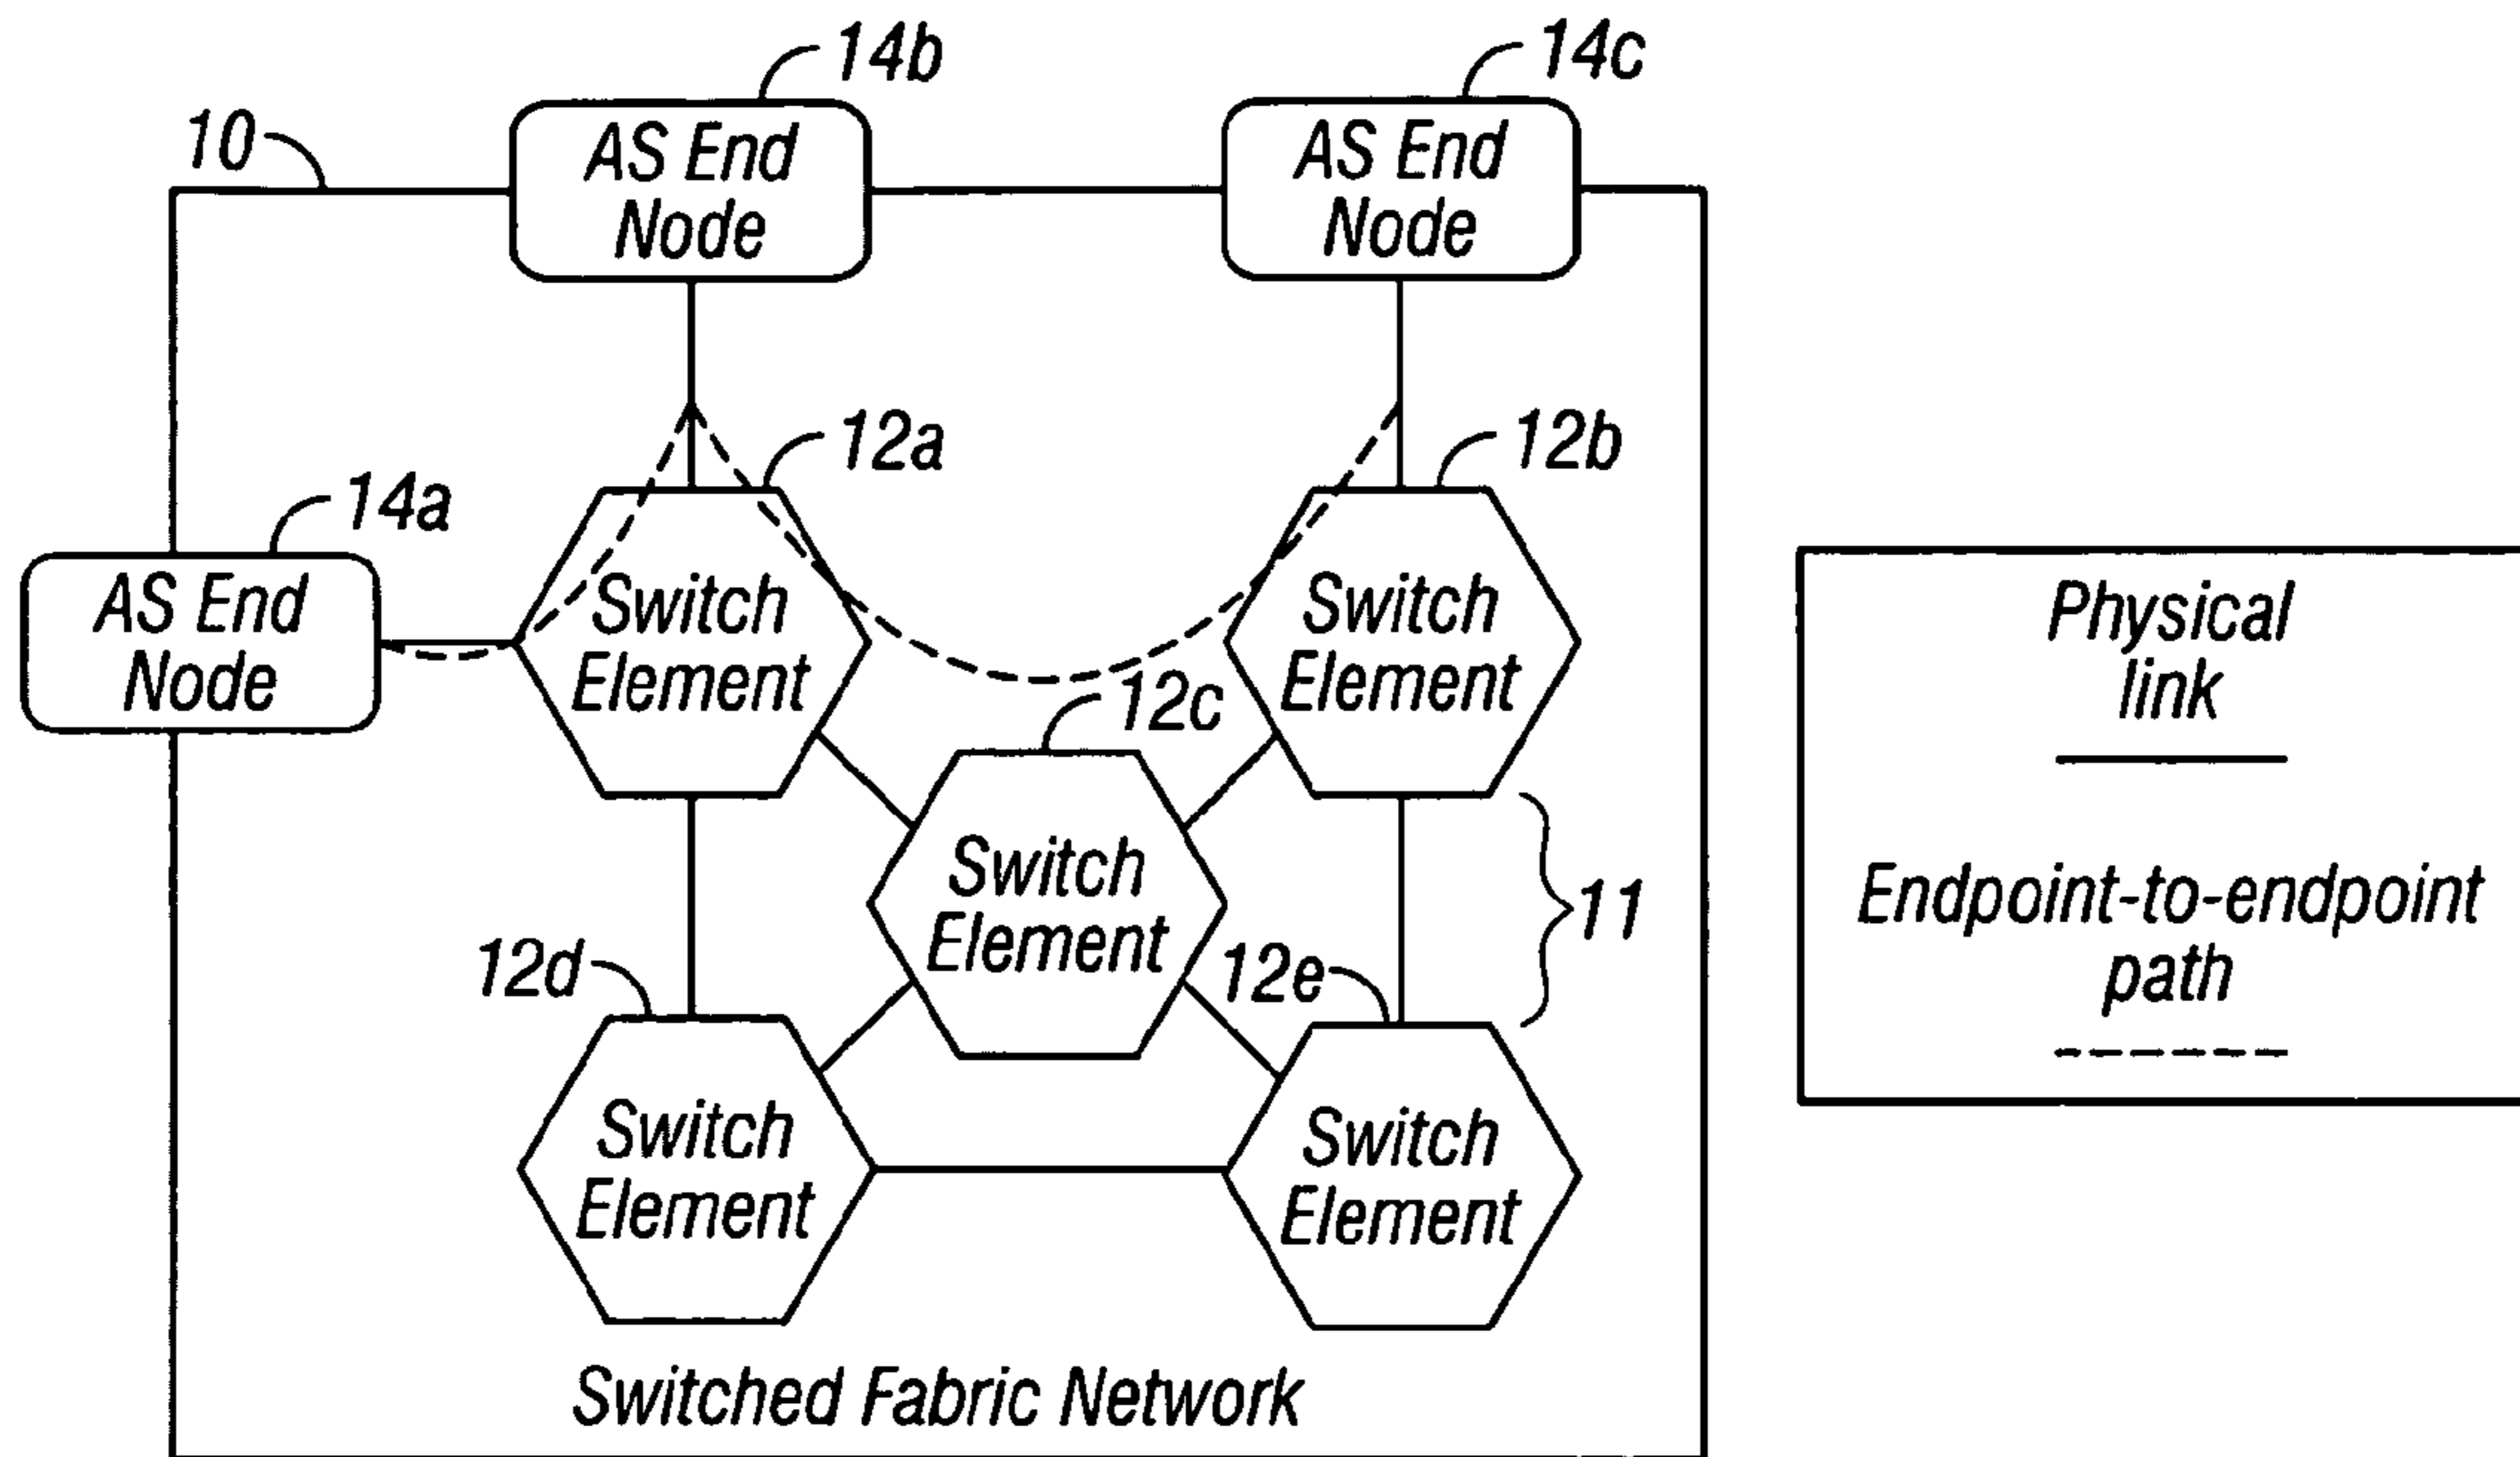 14b
14c
10
AS End
Node
AS End
Node
12a
12b
14a
AS End
Node
Switch
Element
Switch
Element
12c
Physical
link
Switch
Element
11
Endpoint-to-endpoint
path
12d
12e
Switch
Element
Switch
Element
Switched Fabric Network